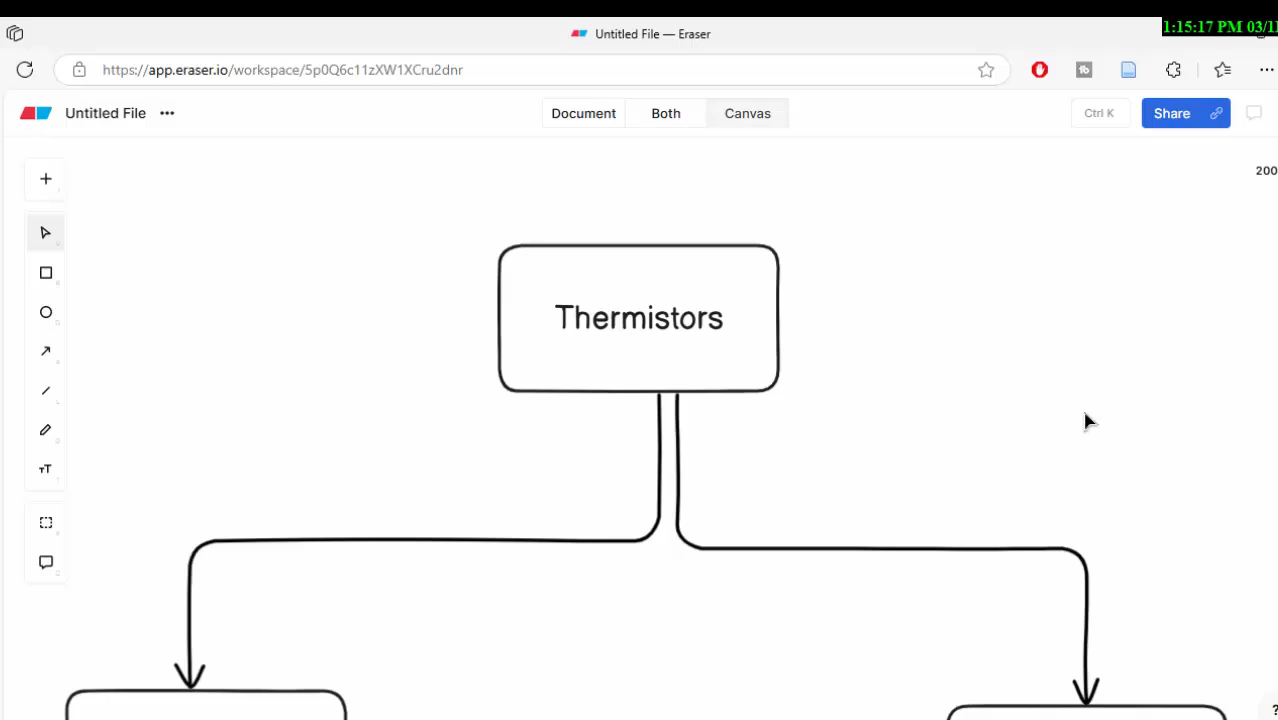 1:15:17 PM 03/1
Untitled File — Eraser
https://app.eraser.io/workspace/5p0Q6c11zXW1XCru2dnr
Untitled File
Document Both Canvas
Ctrl K
Share
200
Thermistors
?